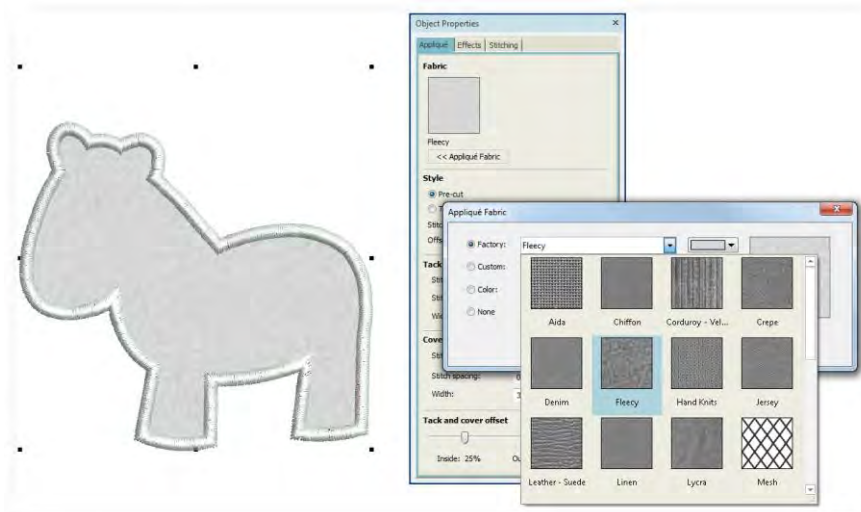 Object Properties x
Appliqué Effects Stitching
Fabric
Fleecy
<< Appliqué Fabric
Style
Pre-cut
Appliqué Fabric
Factory: Fleecy
Custom:
Color:
None
Aida Chiffon Corduroy - Vel... Crepe
Denim Fleecy Hand Knits Jersey
Leather - Suede Linen Lycra Mesh
Tack
Cove
Stitch spacing:
Width:
Tack and cover offset
Inside: 25%